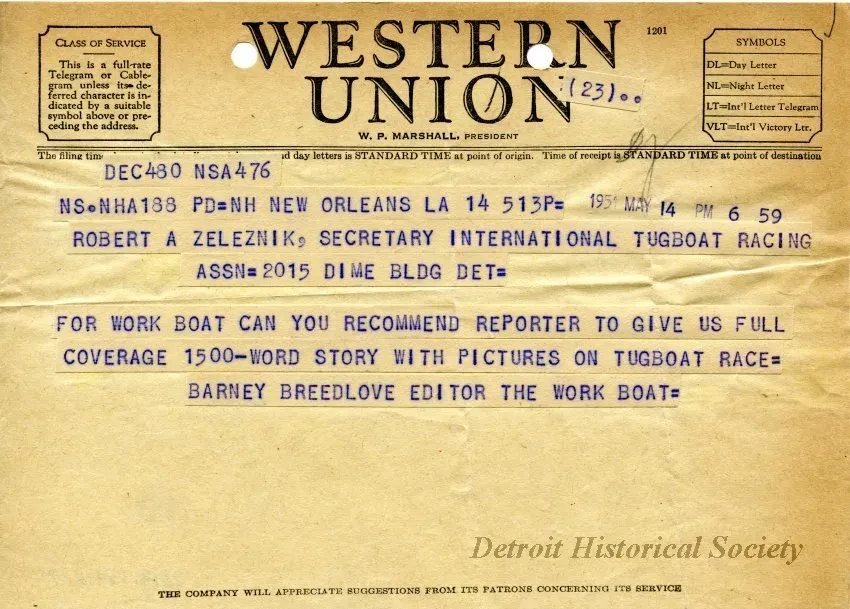 CLASS OF SERVICE
This is a full-rate
Telegram or Cable-
gram unless its de-
ferred character is in-
dicated by a suitable
symbol above or pre-
ceding the address.
WESTERN
UNION
1201
(23)..
W. P. MARSHALL, PRESIDENT
SYMBOLS
DL=Day Letter
NL=Night Letter
LT=Int'l Letter Telegram
VLT=Int'l Victory Ltr.
The filing time d day letters is STANDARD TIME at point of origin. Time of receipt is STANDARD TIME at point of destination
DEC480 NSA476
NS.NHA188 PD=NH NEW ORLEANS LA 14 513P= 1951 MAY 14 PM 6 59
ROBERT A ZELEZNIK, SECRETARY INTERNATIONAL TUGBOAT RACING
ASSN=2015 DIME BLDG DET=
FOR WORK BOAT CAN YOU RECOMMEND REPORTER TO GIVE US FULL
COVERAGE 1500-WORD STORY WITH PICTURES ON TUGBOAT RACE=
BARNEY BREEDLOVE EDITOR THE WORK BOAT=
Detroit Historical Society
THE COMPANY WILL APPRECIATE SUGGESTIONS FROM ITS PATRONS CONCERNING ITS SERVICE